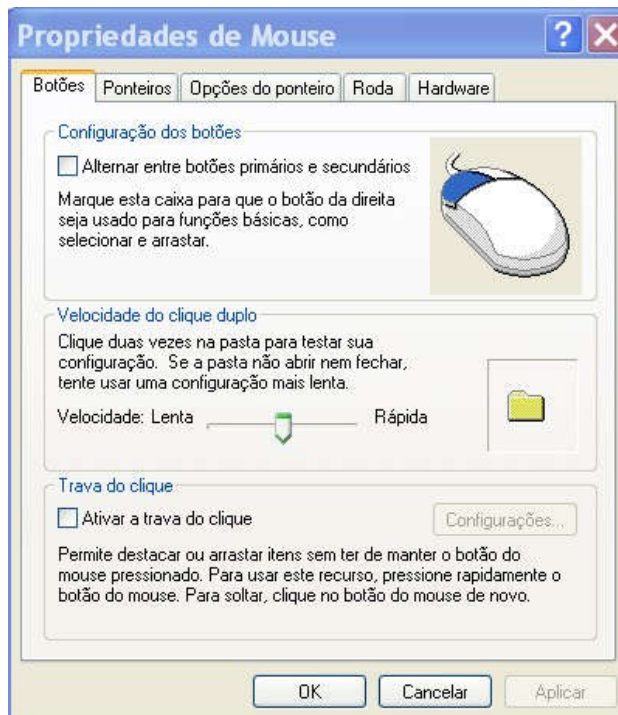 Propriedades de Mouse
Botões Ponteiros Opções do ponteiro Roda Hardware
Configuração dos botões
Alternar entre botões primários e secundários
Marque esta caixa para que o botão da direita
seja usado para funções básicas, como
selecionar e arrastar.
Velocidade do clique duplo
Clique duas vezes na pasta para testar sua
configuração. Se a pasta não abrir nem fechar,
tente usar uma configuração mais lenta.
Velocidade: Lenta Rápida
Trava do clique
Ativar a trava do clique Configurações...
Permite destacar ou arrastar itens sem ter de manter o botão do
mouse pressionado. Para usar este recurso, pressione rapidamente o
botão do mouse. Para soltar, clique no botão do mouse de novo.
OK Cancelar Aplicar